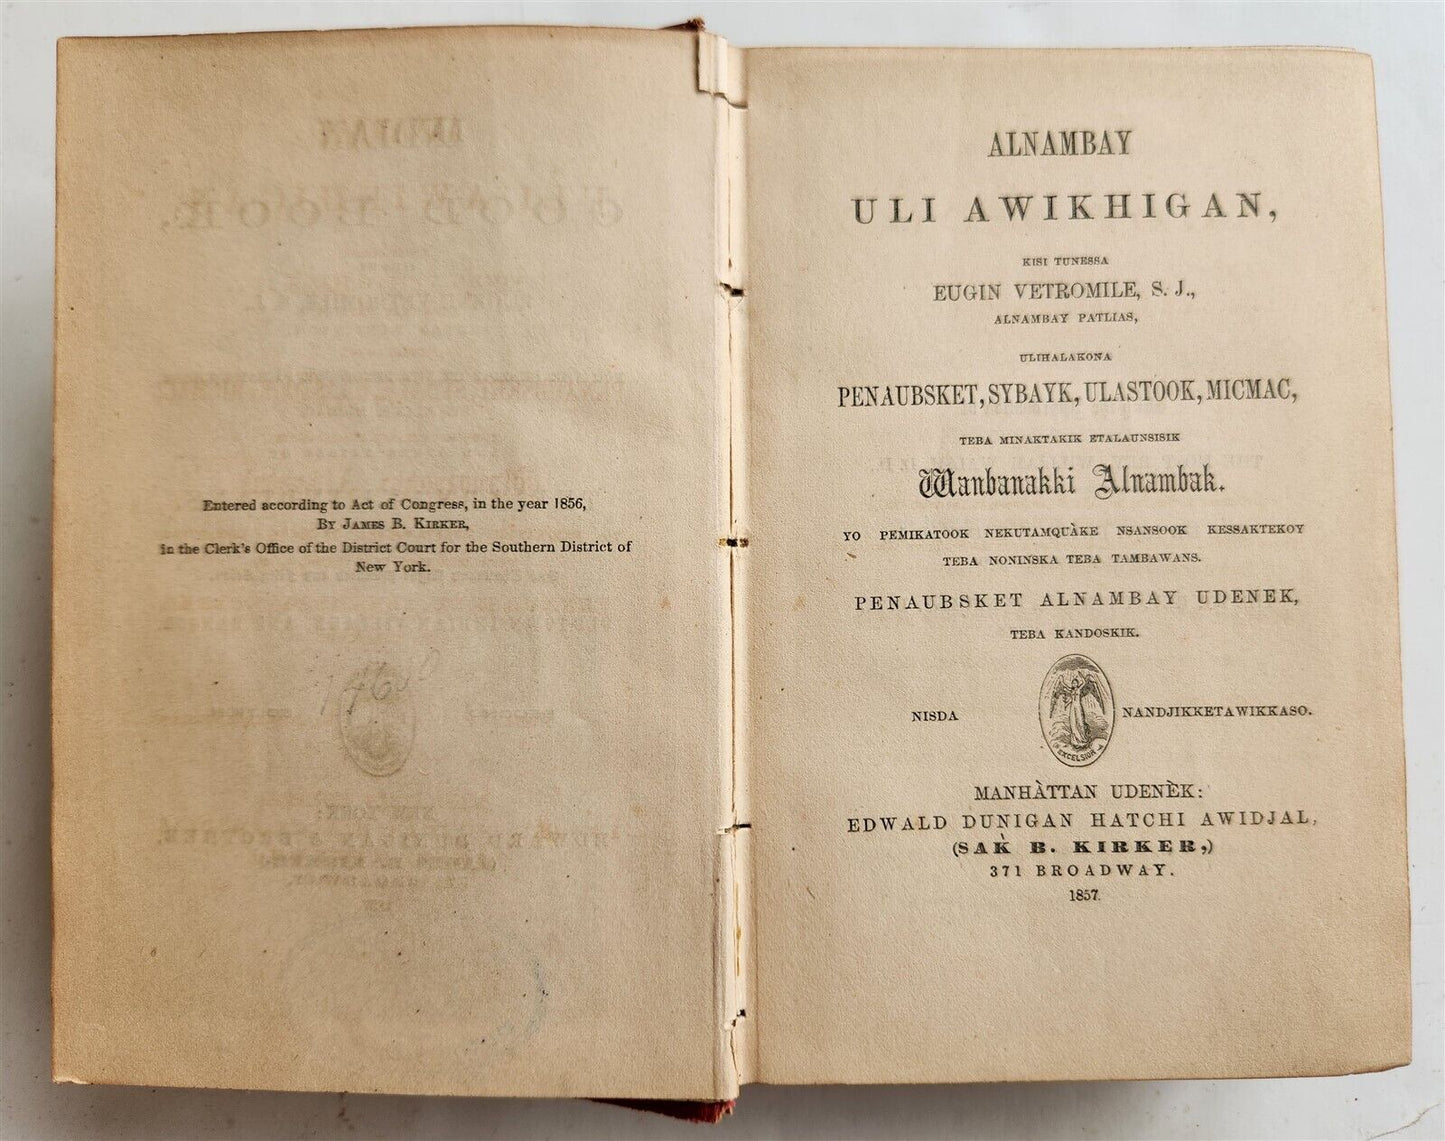 Entered according to Act of Congress, in the year 1856,
By James B. Kirker,
in the Clerk's Office of the District Court for the Southern District of
New York.
ALNAMBAY
ULI AWIKHIGAN,
KISI TUNESSA
EUGIN VETROMILE, S. J.,
ALNAMBAY PATLIAS,
ULIHALAKONA
PENAUBSKET, SYBAYK, ULASTOOK, MICMAC,
TEBA MINAKTAKIK ETALAUNSISIK
Wanbanakki Alnambak.
YO PEMIKATOOK NEKUTAMQUÀKE NSANSOOK KESSAKTEKOY
TEBA NONINSKA TEBA TAMBAWANS.
PENAUBSKET ALNAMBAY UDENEK,
TEBA KANDOSKIK.
NISDA NANDJIKKETAWIKKASO.
EXCELSIOR
MANHÀTTAN UDENÈK:
EDWALD DUNIGAN HATCHI AWIDJAL,
(SAK̀ B. KIRKER,)
371 BROADWAY.
1857.